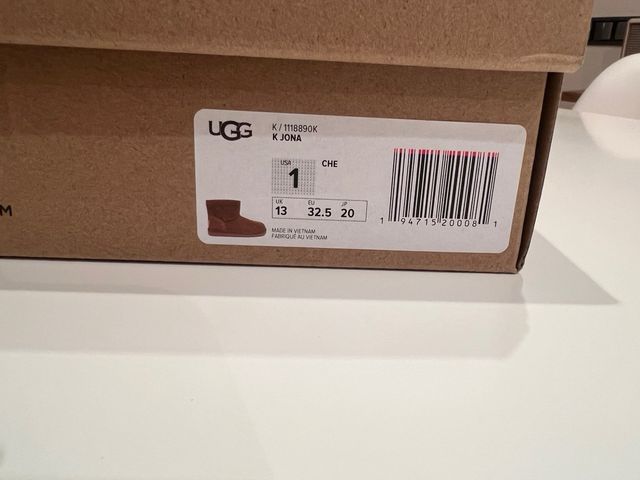 UGG
K / 1118890K
K JONA
USA
1
CHE
UK EU JP
13 32.5 20
MADE IN VIETNAM
FABRIQUÉ AU VIETNAM
1 94715 20008 1
M